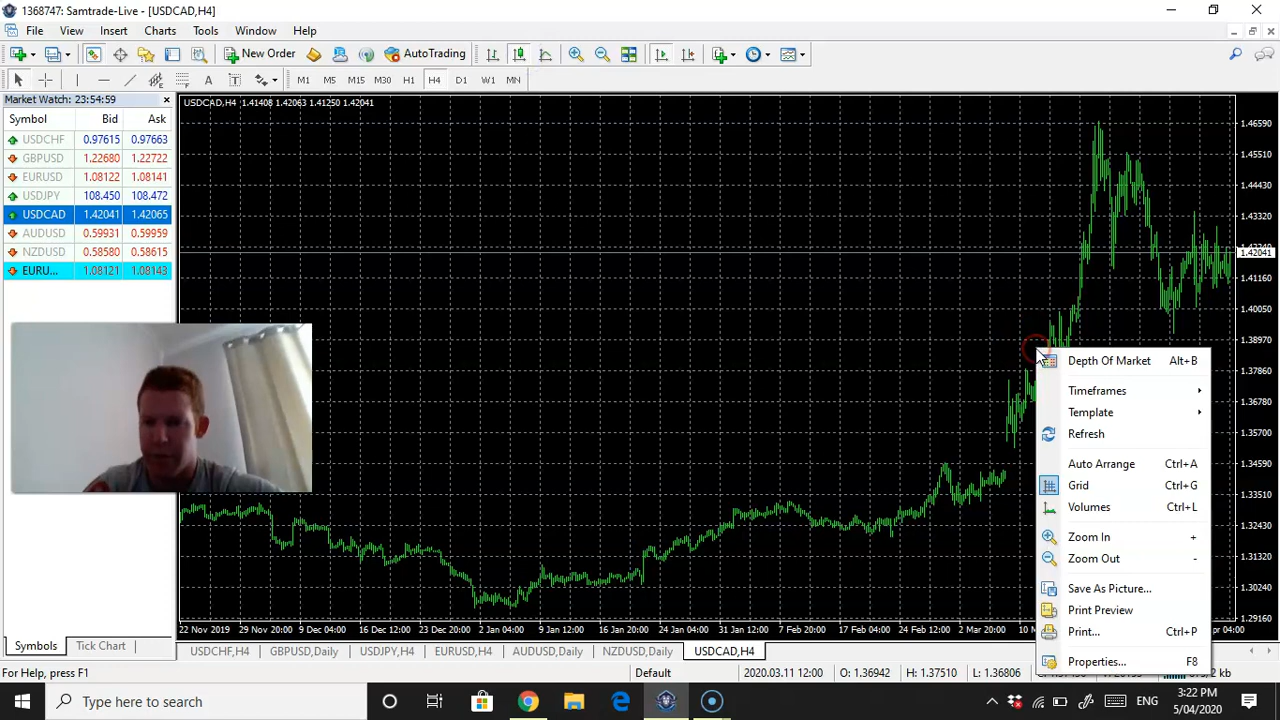 1368747: Samtrade-Live - [USDCAD,H4]
File View Insert Charts Tools Window Help
New Order AutoTrading
A T M1 M5 M15 M30 H1 H4 D1 W1 MN
Market Watch: 23:54:59
Symbol Bid Ask
USDCHF 0.97615 0.97663
GBPUSD 1.22680 1.22722
EURUSD 1.08122 1.08141
USDJPY 108.450 108.472
USDCAD 1.42041 1.42065
AUDUSD 0.59931 0.59959
NZDUSD 0.58580 0.58615
EURU... 1.08121 1.08143
Symbols Tick Chart
USDCAD,H4 1.41408 1.42063 1.41250 1.42041
1.46590
1.45510
1.44430
1.43320
1.42240
1.42041
1.41160
1.40050
1.38970
1.37860
1.36780
1.35700
1.34590
1.33510
1.32430
1.31320
1.30240
1.29160
Depth Of Market Alt+B
Timeframes
Template
Refresh
Auto Arrange Ctrl+A
Grid Ctrl+G
Volumes Ctrl+L
Zoom In +
Zoom Out -
Save As Picture...
Print Preview
Print... Ctrl+P
Properties... F8
22 Nov 2019 29 Nov 20:00 9 Dec 04:00 16 Dec 12:00 23 Dec 20:00 2 Jan 04:00 9 Jan 12:00 16 Jan 20:00 24 Jan 04:00 31 Jan 12:00 7 Feb 20:00 17 Feb 04:00 24 Feb 12:00 2 Mar 20:00
USDCHF,H4 GBPUSD,Daily USDJPY,H4 EURUSD,H4 AUDUSD,Daily NZDUSD,Daily USDCAD,H4
For Help, press F1 Default 2020.03.11 12:00 O: 1.36942 H: 1.37510 L: 1.36806
Type here to search ENG 3:22 PM
5/04/2020